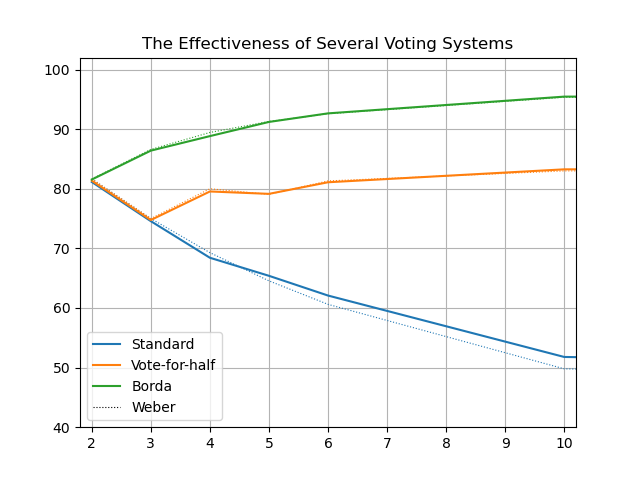 The Effectiveness of Several Voting Systems
100
90
80
70
60
50
40
Standard
Vote-for-half
Borda
Weber
2 3 4 5 6 7 8 9 10